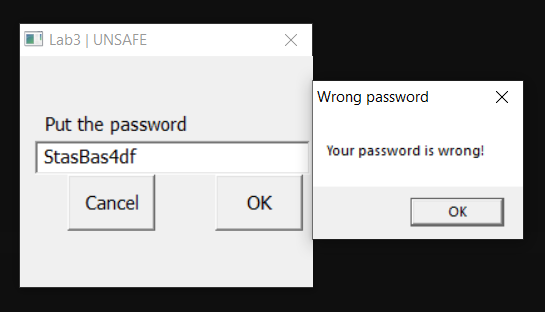 Lab3 | UNSAFE
Put the password
StasBas4df
Cancel
OK
Wrong password
Your password is wrong!
OK